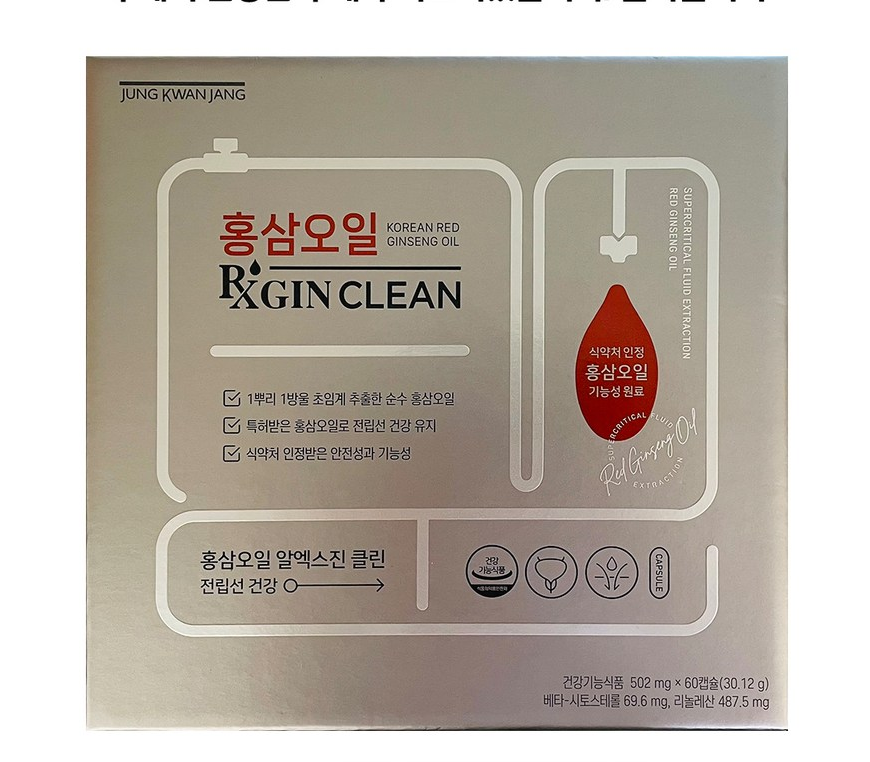 JUNG KWAN JANG
홍삼오일 KOREAN RED
GINSENG OIL
RXGIN CLEAN
1뿌리 1방울 초임계 추출한 순수 홍삼오일
특허받은 홍삼오일로 전립선 건강 유지
식약처 인정받은 안전성과 기능성
SUPERCRITICAL FLUID EXTRACTION
RED GINSENG OIL
식약처 인정
홍삼오일
기능성 원료
SUPERCRITICAL FLUID
Red Ginseng Oil
EXTRACTION
홍삼오일 알엑스진 클린
전립선 건강
건강
기능식품
CAPSULE
건강기능식품 502 mg × 60캡슐(30.12 g)
베타-시토스테롤 69.6 mg, 리놀레산 487.5 mg